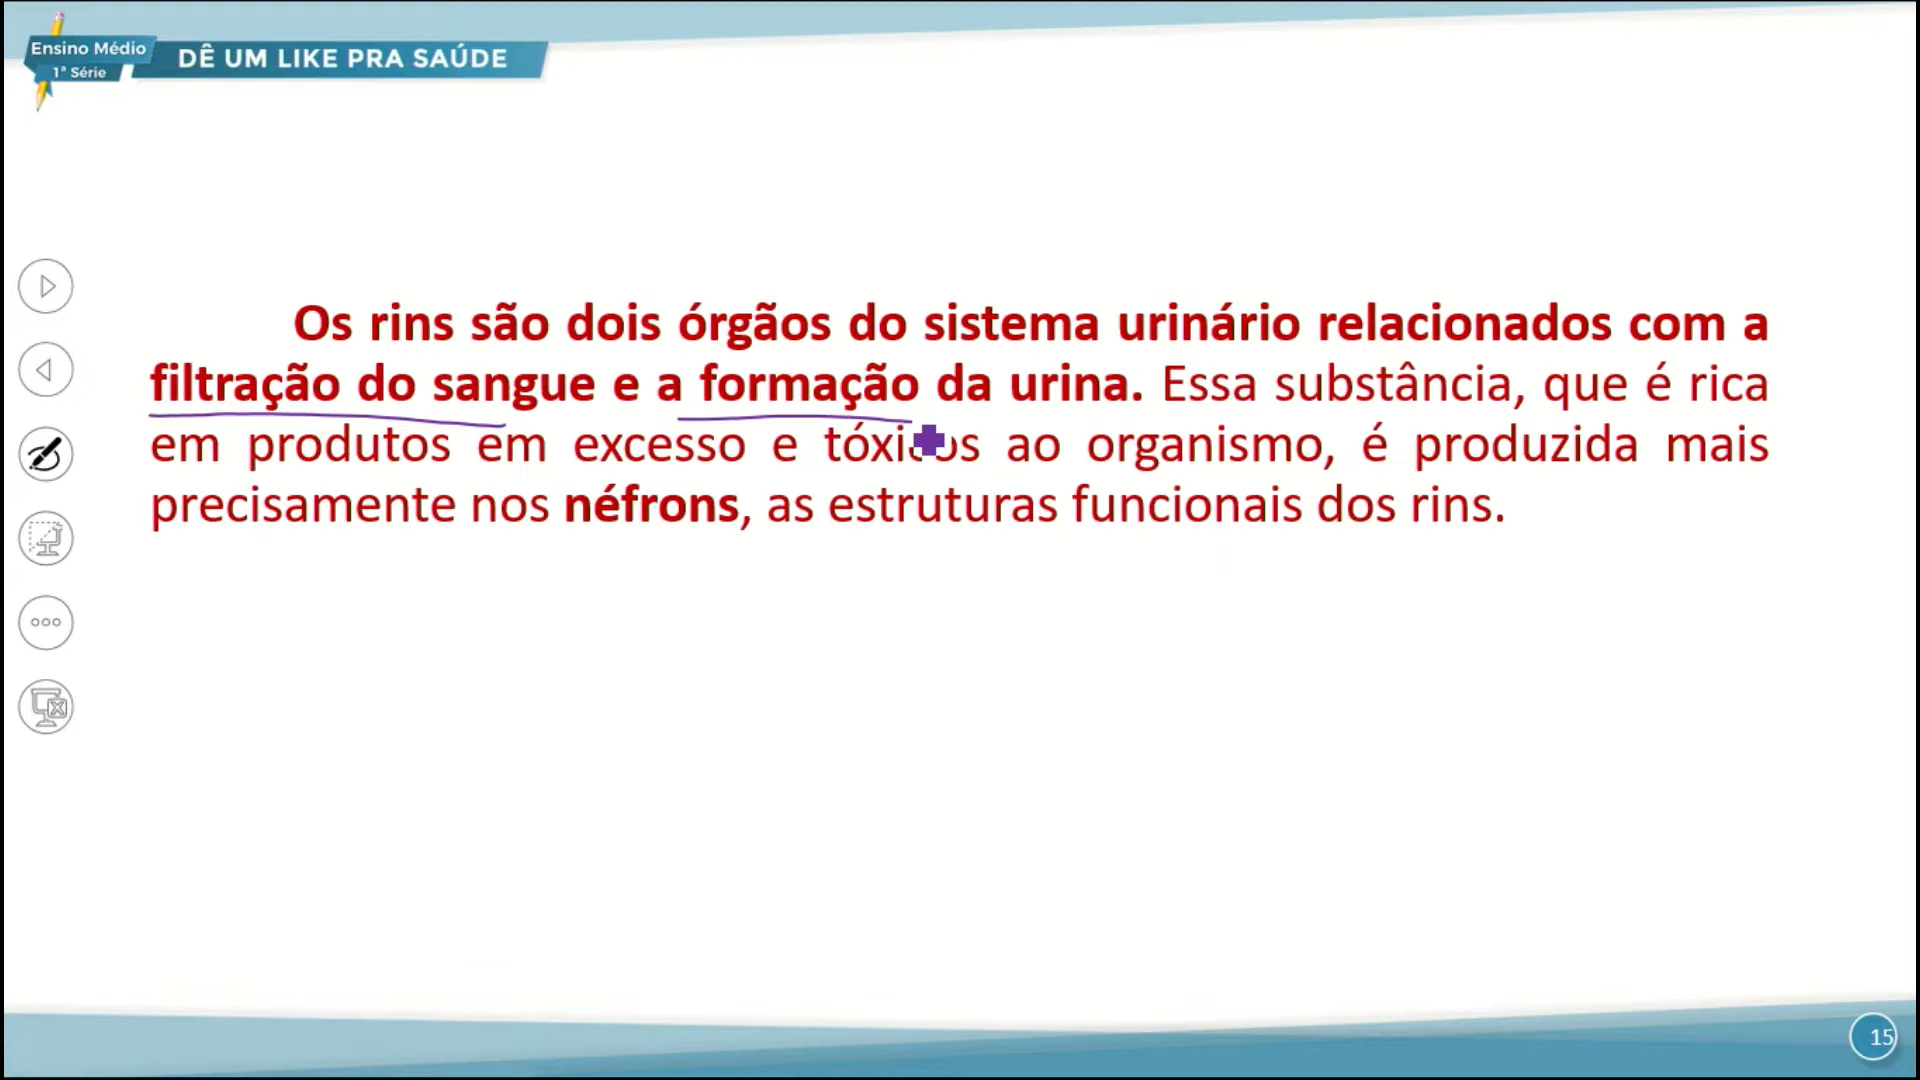 Ensino Médio
1ª Série
DÊ UM LIKE PRA SAÚDE
Os rins são dois órgãos do sistema urinário relacionados com a
filtração do sangue e a formação da urina. Essa substância, que é rica
em produtos em excesso e tóxicos ao organismo, é produzida mais
precisamente nos néfrons, as estruturas funcionais dos rins.
15